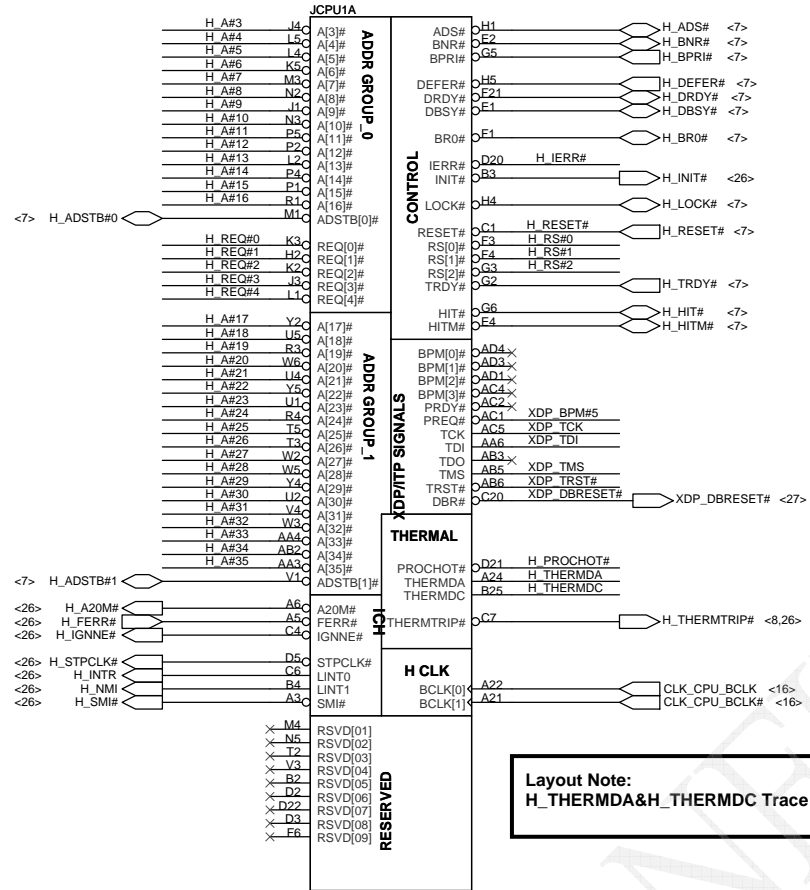 JCPU1A
H_A#3 J4 A[3]# ADS# H1 H_ADS# <7>
H_A#4 L5 A[4]# BNR# E2 H_BNR# <7>
H_A#5 L4 A[5]# BPRI# G5 H_BPRI# <7>
H_A#6 K5 A[6]#
H_A#7 M3 A[7]# DEFER# H5 H_DEFER# <7>
H_A#8 N2 A[8]# DRDY# F21 H_DRDY# <7>
H_A#9 J1 A[9]# DBSY# E1 H_DBSY# <7>
H_A#10 N3 A[10]#
H_A#11 P5 A[11]# BR0# F1 H_BR0# <7>
H_A#12 P2 A[12]#
H_A#13 L2 A[13]# IERR# D20 H_IERR#
H_A#14 P4 A[14]# INIT# B3 H_INIT# <26>
H_A#15 P1 A[15]#
H_A#16 R1 A[16]# LOCK# H4 H_LOCK# <7>
<7> H_ADSTB#0 M1 ADSTB[0]#
ADDR GROUP_0
CONTROL
RESET# C1 H_RESET# H_RESET# <7>
H_REQ#0 K3 REQ[0]# RS[0]# F3 H_RS#0
H_REQ#1 H2 REQ[1]# RS[1]# F4 H_RS#1
H_REQ#2 K2 REQ[2]# RS[2]# G3 H_RS#2
H_REQ#3 J3 REQ[3]# TRDY# G2 H_TRDY# <7>
H_REQ#4 L1 REQ[4]#
HIT# G6 H_HIT# <7>
H_A#17 Y2 A[17]# HITM# E4 H_HITM# <7>
H_A#18 U5 A[18]#
H_A#19 R3 A[19]# BPM[0]# AD4
H_A#20 W6 A[20]# BPM[1]# AD3
H_A#21 U4 A[21]# BPM[2]# AD1
H_A#22 Y5 A[22]# BPM[3]# AC4
H_A#23 U1 A[23]# PRDY# AC2
H_A#24 R4 A[24]# PREQ# AC1 XDP_BPM#5
H_A#25 T5 A[25]# TCK AC5 XDP_TCK
H_A#26 T3 A[26]# TDI AA6 XDP_TDI
H_A#27 W2 A[27]# TDO AB3
H_A#28 W5 A[28]# TMS AB5 XDP_TMS
H_A#29 Y4 A[29]# TRST# AB6 XDP_TRST#
H_A#30 U2 A[30]# DBR# C20 XDP_DBRESET# XDP_DBRESET# <27>
H_A#31 V4 A[31]#
H_A#32 W3 A[32]#
H_A#33 AA4 A[33]#
H_A#34 AB2 A[34]#
H_A#35 AA3 A[35]#
<7> H_ADSTB#1 V1 ADSTB[1]#
ADDR GROUP_1
XDP/ITP SIGNALS
THERMAL
PROCHOT# D21 H_PROCHOT#
THERMDA A24 H_THERMDA
THERMDC B25 H_THERMDC
<26> H_A20M# A6 A20M#
<26> H_FERR# A5 FERR# THERMTRIP# C7 H_THERMTRIP# <8,26>
<26> H_IGNNE# C4 IGNNE#
ICH
<26> H_STPCLK# D5 STPCLK#
<26> H_INTR C6 LINT0
<26> H_NMI B4 LINT1
<26> H_SMI# A3 SMI#
H CLK
BCLK[0] A22 CLK_CPU_BCLK <16>
BCLK[1] A21 CLK_CPU_BCLK# <16>
M4 RSVD[01]
N5 RSVD[02]
T2 RSVD[03]
V3 RSVD[04]
B2 RSVD[05]
D2 RSVD[06]
D22 RSVD[07]
D3 RSVD[08]
F6 RSVD[09]
RESERVED
Layout Note:
H_THERMDA&H_THERMDC Trace